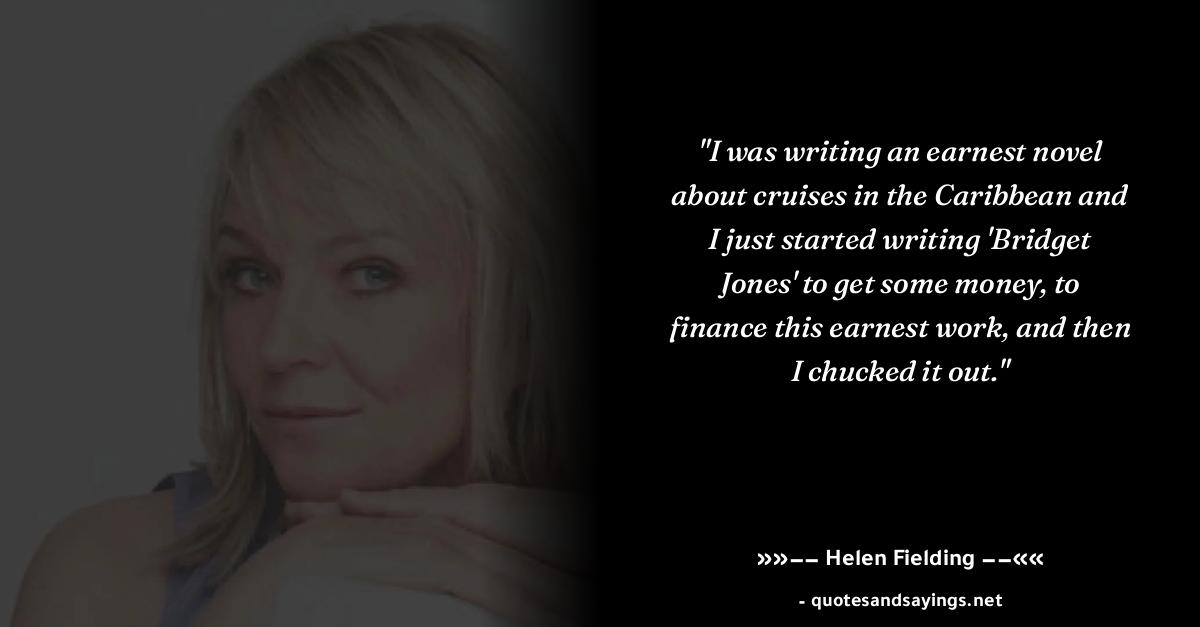 "I was writing an earnest novel
about cruises in the Caribbean and
I just started writing 'Bridget
Jones' to get some money, to
finance this earnest work, and then
I chucked it out."
»»−− Helen Fielding −−««
- quotesandsayings.net